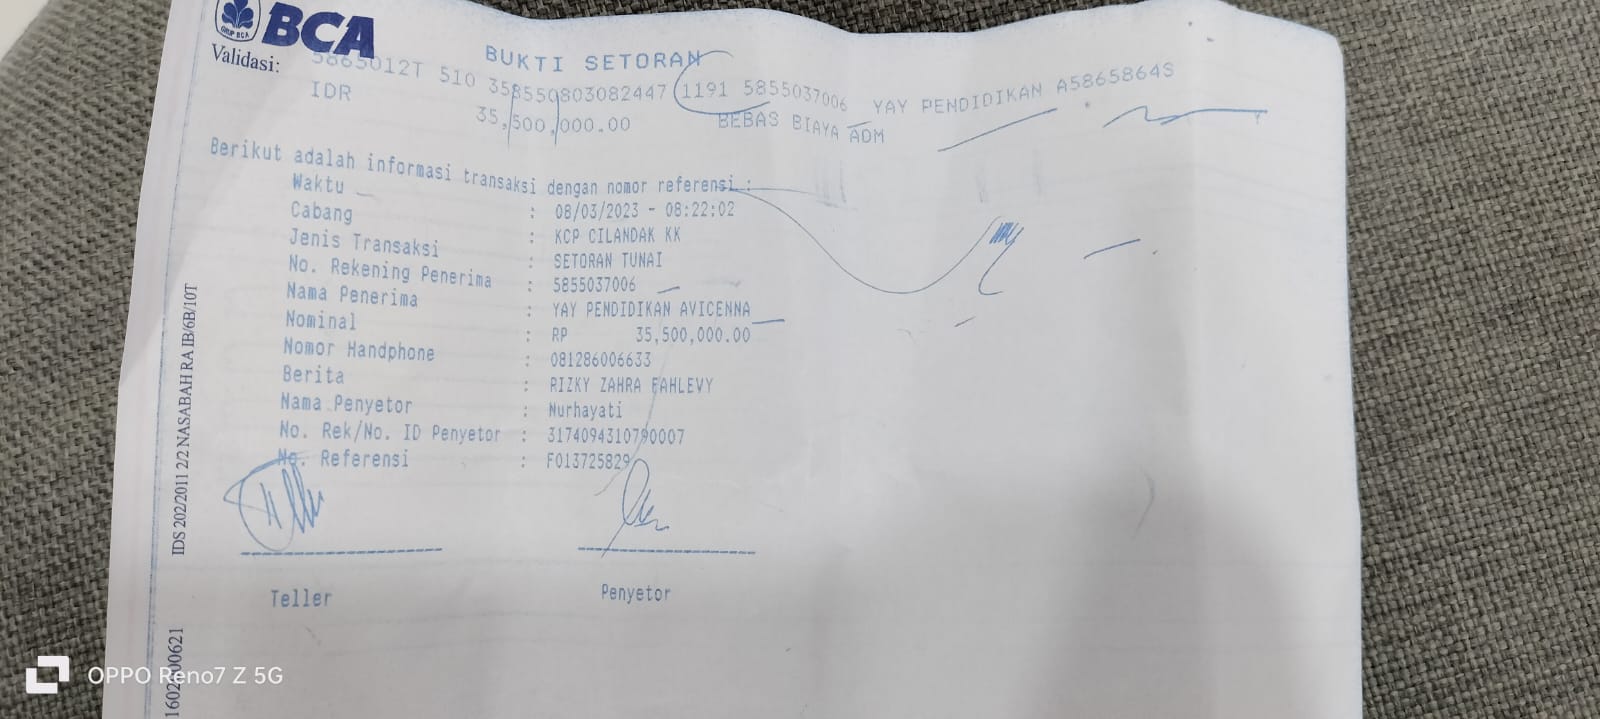 GRUP BCA
BCA
BUKTI SETORAN
Validasi:
5865012T 510 358550803082447 1191 5855037006 YAY PENDIDIKAN A5865864S
IDR 35,500,000.00 BEBAS BIAYA ADM
Berikut adalah informasi transaksi dengan nomor referensi :
Waktu : 08/03/2023 - 08:22:02
Cabang : KCP CILANDAK KK
Jenis Transaksi : SETORAN TUNAI
No. Rekening Penerima : 5855037006
Nama Penerima : YAY PENDIDIKAN AVICENNA
Nominal : RP 35,500,000.00
Nomor Handphone : 081286006633
Berita : RIZKY ZAHRA FAHLEVY
Nama Penyetor : Nurhayati
No. Rek/No. ID Penyetor : 3174094310790007
No. Referensi : F013725829
Teller Penyetor
IDS 202/2011 2/2 NASABAH RA IB/6B/10T
OPPO Reno7 Z 5G